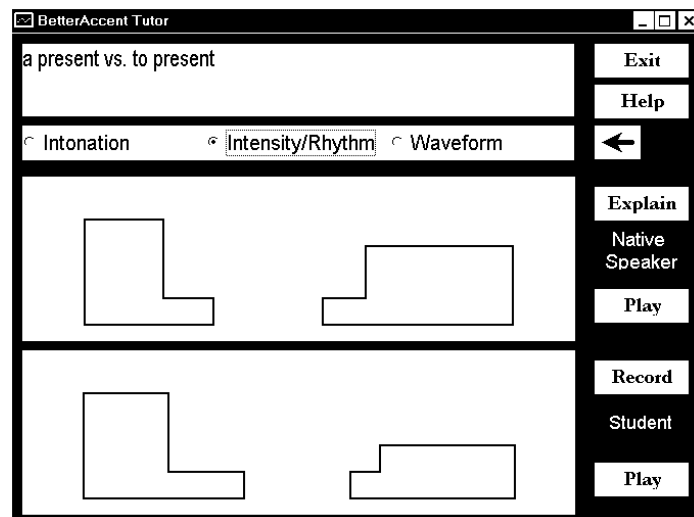 BetterAccent Tutor
a present vs. to present
Exit
Help
Intonation Intensity/Rhythm Waveform
Explain
Native
Speaker
Play
Record
Student
Play